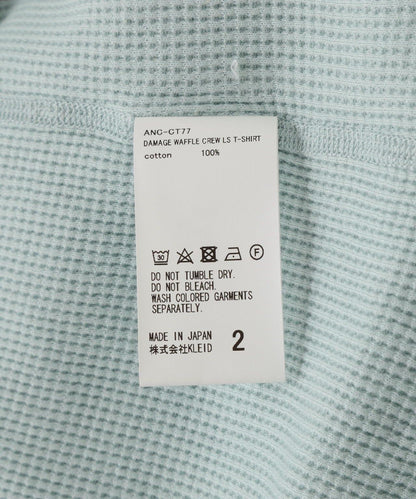 ANC-CT77
DAMAGE WAFFLE CREW LS T-SHIRT
cotton 100%
30 F
DO NOT TUMBLE DRY.
DO NOT BLEACH.
WASH COLORED GARMENTS
SEPARATELY.
MADE IN JAPAN
株式会社KLEID 2